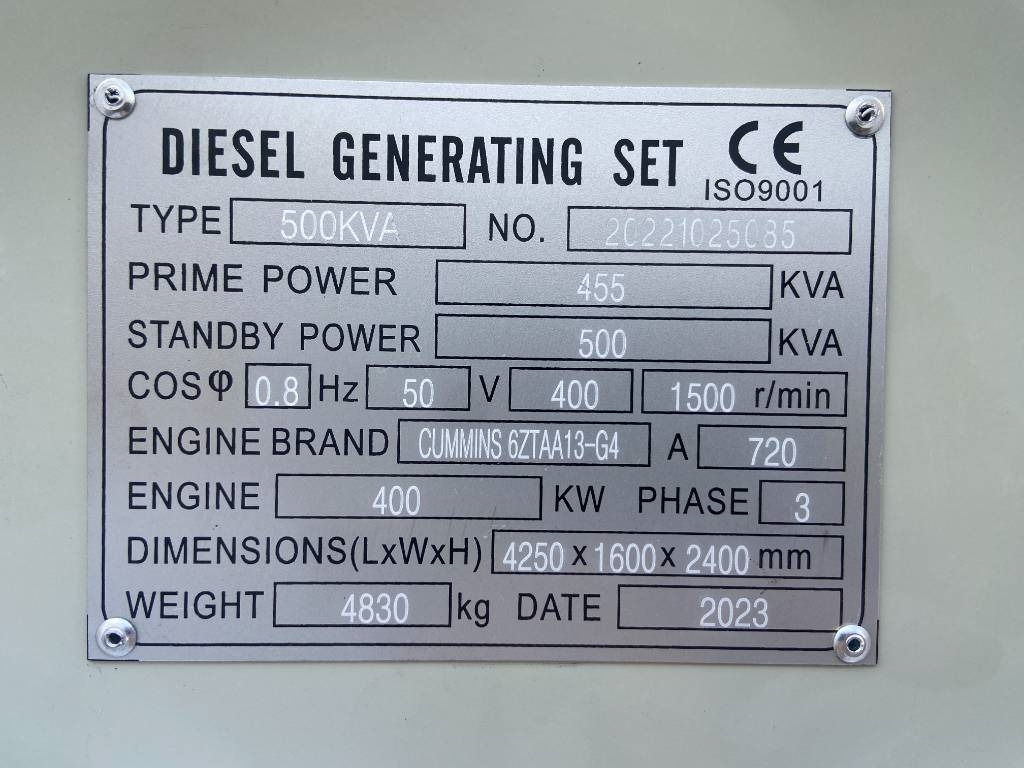 DIESEL GENERATING SET CE
ISO9001
TYPE 500KVA NO. 20221025085
PRIME POWER 455 KVA
STANDBY POWER 500 KVA
COSφ 0.8 Hz 50 V 400 1500 r/min
ENGINE BRAND CUMMINS 6ZTAA13-G4 A 720
ENGINE 400 KW PHASE 3
DIMENSIONS(LxWxH) 4250 x 1600 x 2400 mm
WEIGHT 4830 kg DATE 2023